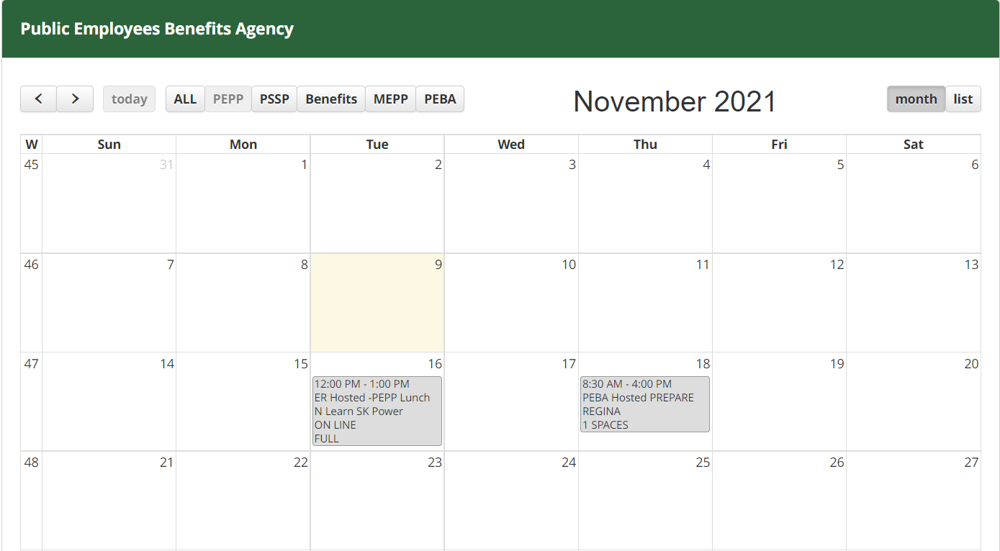 Public Employees Benefits Agency
today ALL PEPP PSSP Benefits MEPP PEBA November 2021 month list
W Sun Mon Tue Wed Thu Fri Sat
45 31 1 2 3 4 5 6
46 7 8 9 10 11 12 13
47 14 15 16 17 18 19 20
12:00 PM - 1:00 PM
ER Hosted -PEPP Lunch
N Learn SK Power
ON LINE
FULL
8:30 AM - 4:00 PM
PEBA Hosted PREPARE
REGINA
1 SPACES
48 21 22 23 24 25 26 27